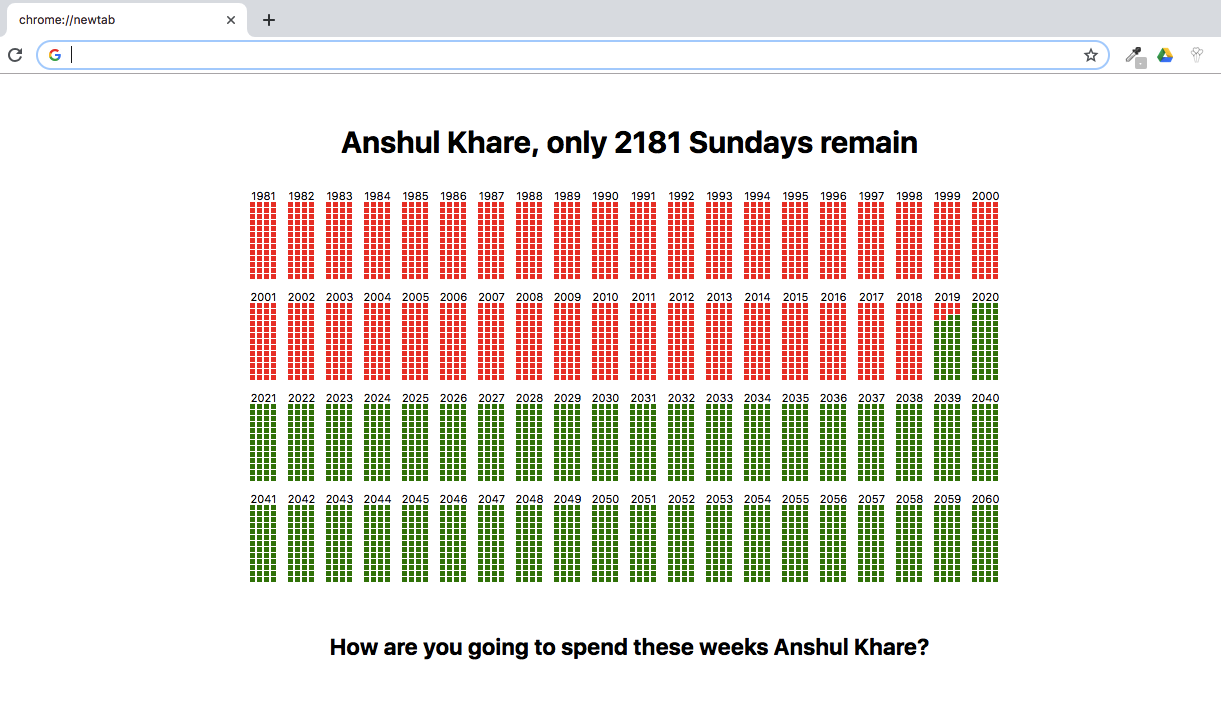 chrome://newtab
Anshul Khare, only 2181 Sundays remain
1981 1982 1983 1984 1985 1986 1987 1988 1989 1990 1991 1992 1993 1994 1995 1996 1997 1998 1999 2000
2001 2002 2003 2004 2005 2006 2007 2008 2009 2010 2011 2012 2013 2014 2015 2016 2017 2018 2019 2020
2021 2022 2023 2024 2025 2026 2027 2028 2029 2030 2031 2032 2033 2034 2035 2036 2037 2038 2039 2040
2041 2042 2043 2044 2045 2046 2047 2048 2049 2050 2051 2052 2053 2054 2055 2056 2057 2058 2059 2060
How are you going to spend these weeks Anshul Khare?